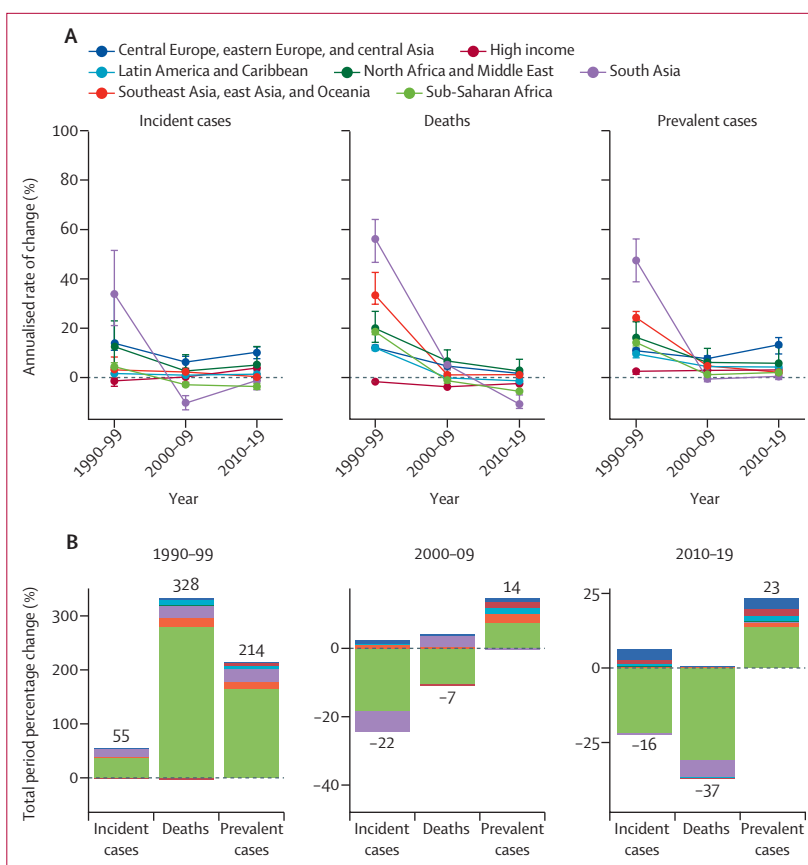 A
Central Europe, eastern Europe, and central Asia High income
Latin America and Caribbean North Africa and Middle East South Asia
Southeast Asia, east Asia, and Oceania Sub-Saharan Africa
Incident cases Deaths Prevalent cases
Annualised rate of change (%)
100
80
60
40
20
0
1990–99 2000–09 2010–19 1990–99 2000–09 2010–19 1990–99 2000–09 2010–19
Year Year Year
B
1990–99 2000–09 2010–19
Total period percentage change (%)
300
200
100
0
55 328 214
Incident cases Deaths Prevalent cases
0
−20
−40
−22 −7 14
Incident cases Deaths Prevalent cases
25
0
−25
−16 −37 23
Incident cases Deaths Prevalent cases